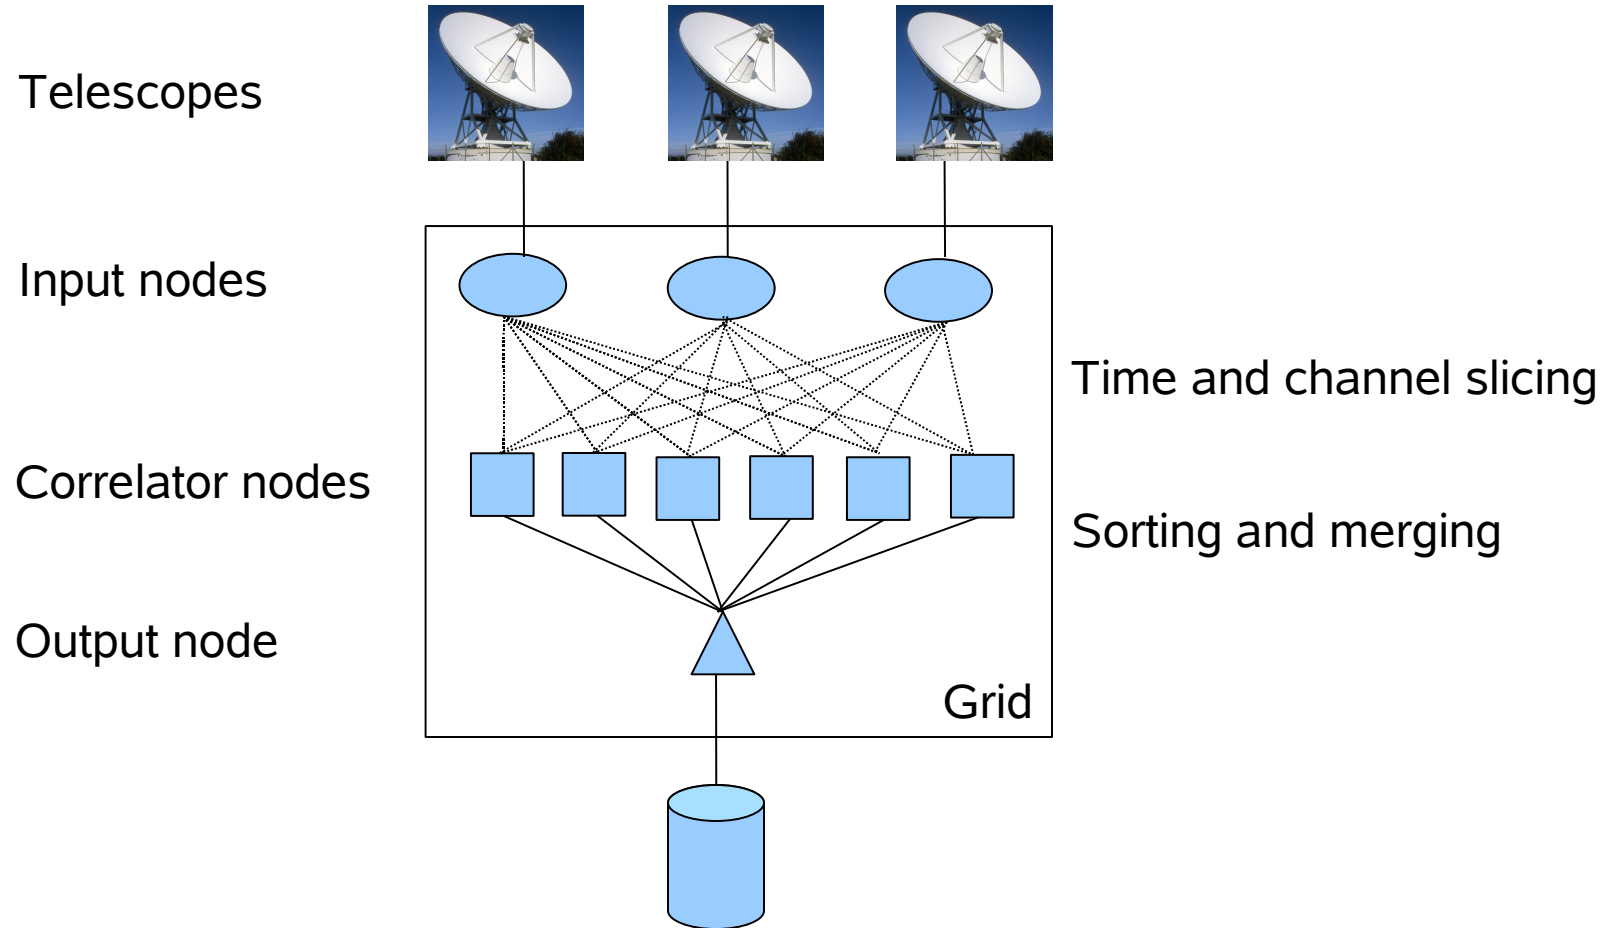 Telescopes
Input nodes
Time and channel slicing
Correlator nodes
Sorting and merging
Output node
Grid